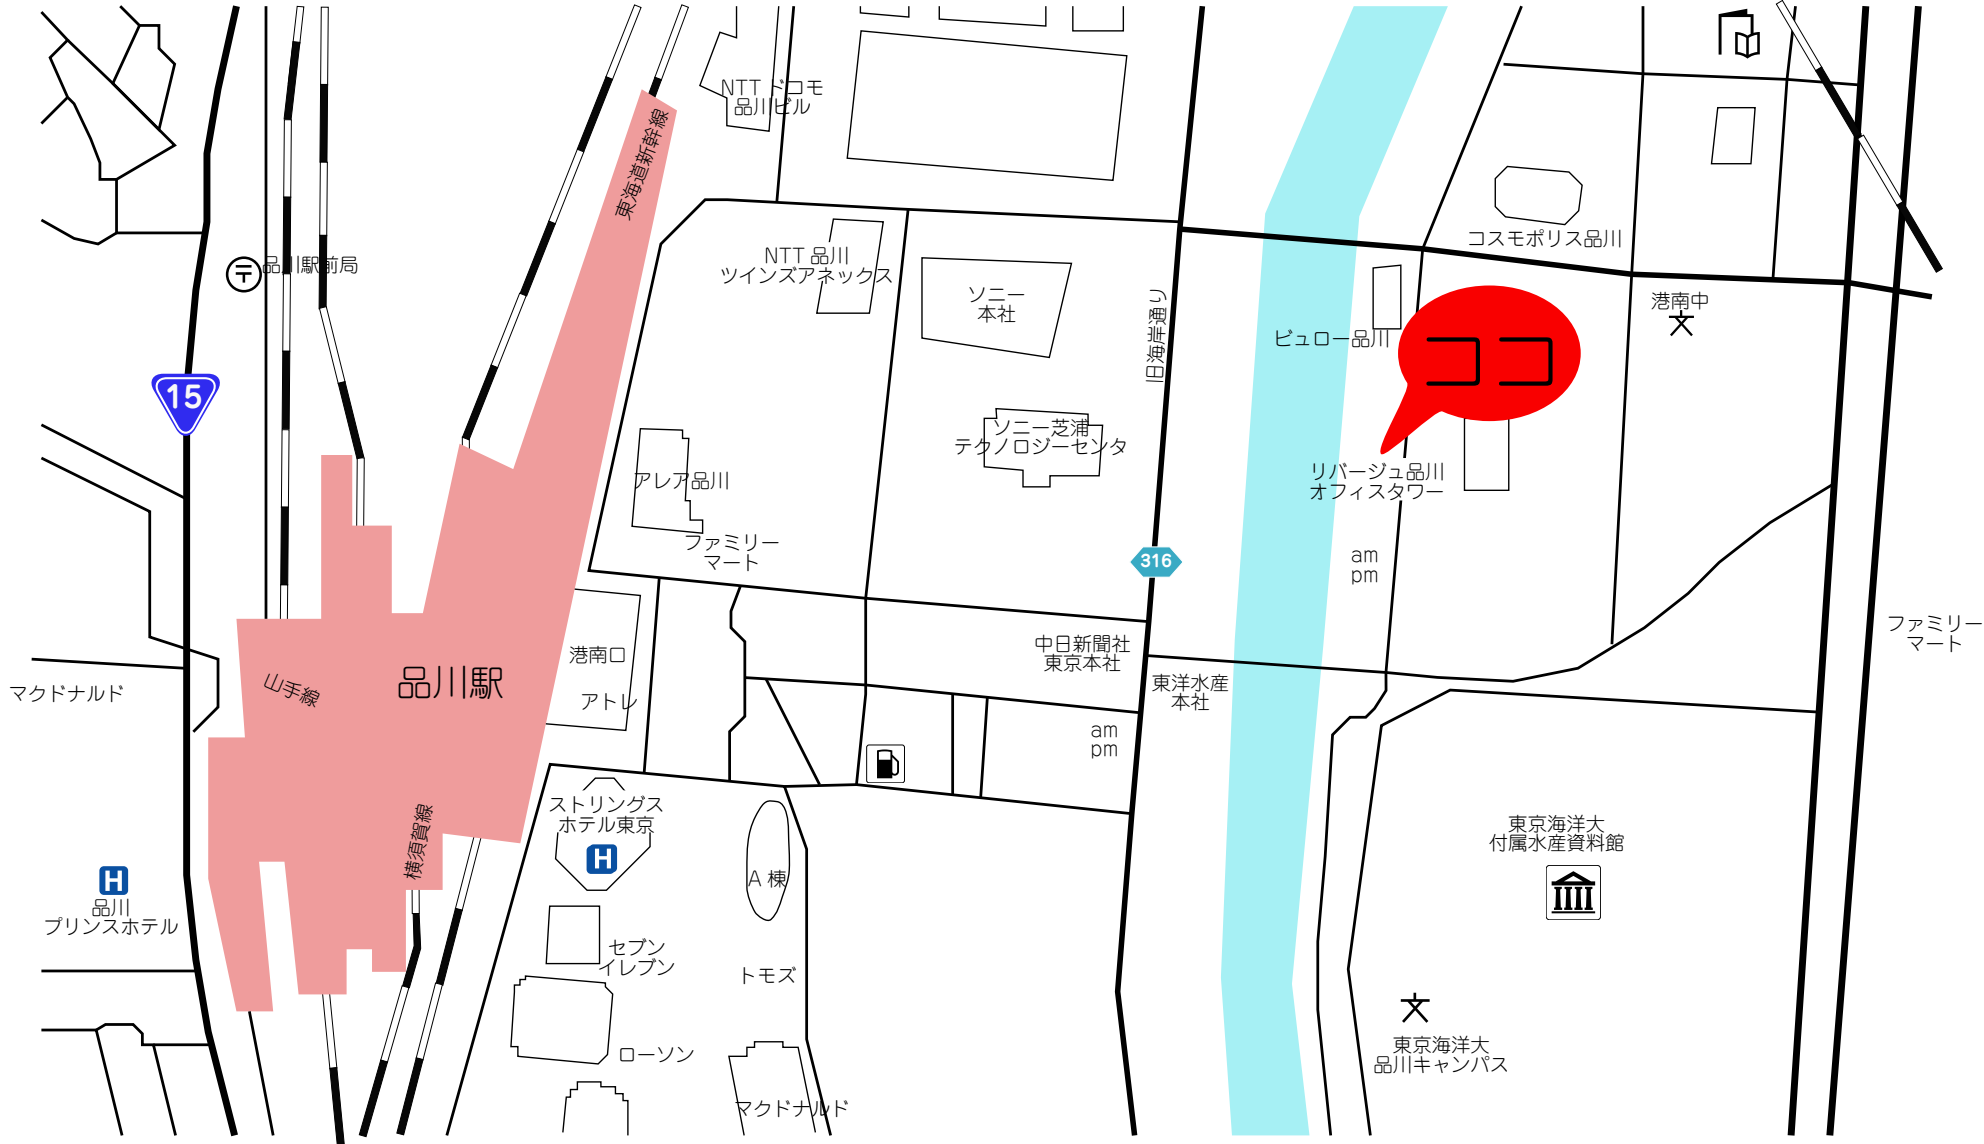 NTT ドコモ
品川ビル
東海道新幹線
品川駅前局
NTT 品川
ツインズアネックス
ソニー
本社
旧海岸通り
コスモポリス品川
港南中
ビュロー品川
ココ
15
ソニー芝浦
テクノロジーセンタ
アレア品川
リバージュ品川
オフィスタワー
ファミリー
マート
316
am
pm
ファミリー
マート
中日新聞社
東京本社
港南口
アトレ
品川駅
山手線
マクドナルド
東洋水産
本社
am
pm
ストリングス
ホテル東京
H
横須賀線
東京海洋大
付属水産資料館
A 棟
H
品川
プリンスホテル
セブン
イレブン
トモズ
東京海洋大
品川キャンパス
ローソン
マクドナルド